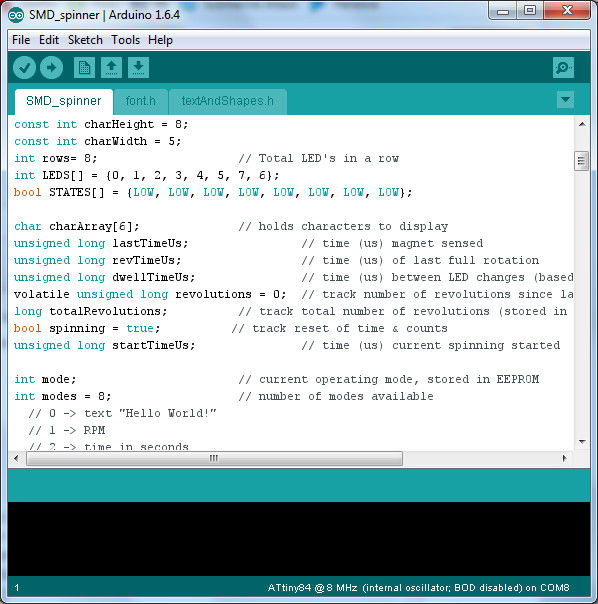 SMD_spinner | Arduino 1.6.4
File Edit Sketch Tools Help
SMD_spinner font.h textAndShapes.h
const int charHeight = 8;
const int charWidth = 5;
int rows= 8; // Total LED's in a row
int LEDS[] = {0, 1, 2, 3, 4, 5, 7, 6};
bool STATES[] = {LOW, LOW, LOW, LOW, LOW, LOW, LOW, LOW};
char charArray[6]; // holds characters to display
unsigned long lastTimeUs; // time (us) magnet sensed
unsigned long revTimeUs; // time (us) of last full rotation
unsigned long dwellTimeUs; // time (us) between LED changes (based
volatile unsigned long revolutions = 0; // track number of revolutions since la
long totalRevolutions; // track total number of revolutions (stored in
bool spinning = true; // track reset of time & counts
unsigned long startTimeUs; // time (us) current spinning started
int mode; // current operating mode, stored in EEPROM
int modes = 8; // number of modes available
// 0 -> text "Hello World!"
// 1 -> RPM
// 2 -> time in seconds
1 ATtiny84 @ 8 MHz (internal oscillator; BOD disabled) on COM8